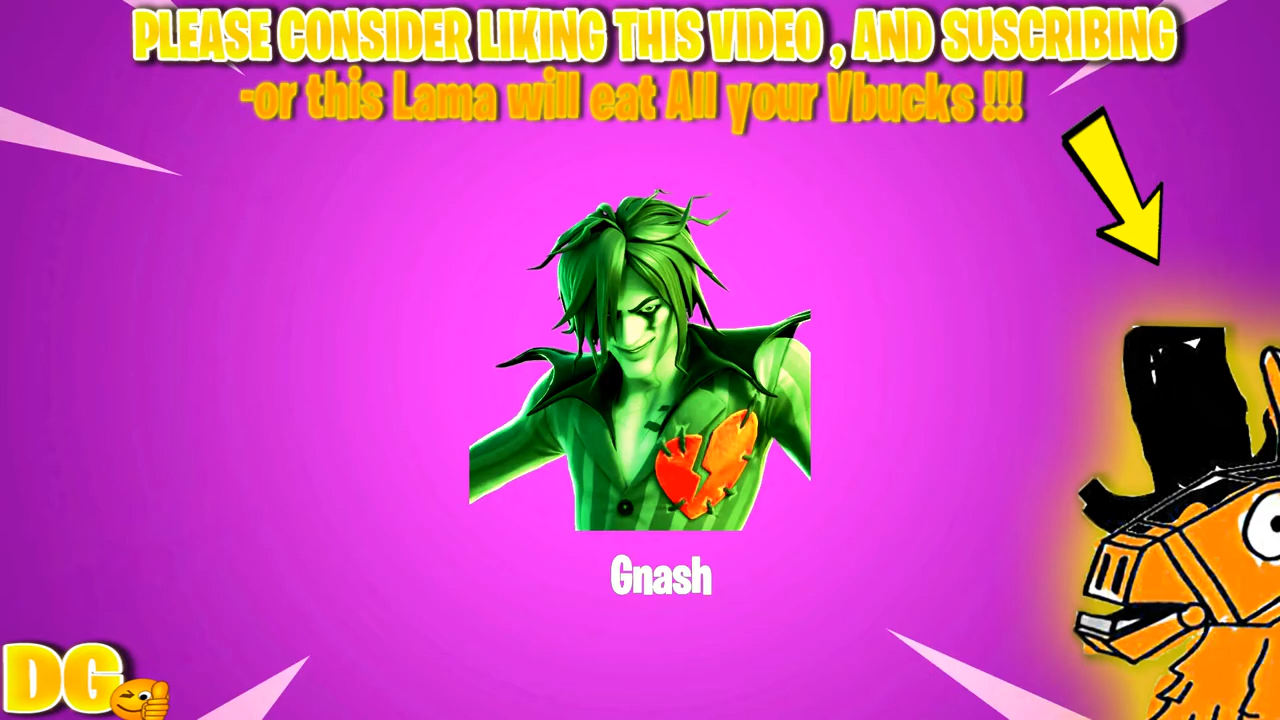 PLEASE CONSIDER LIKING THIS VIDEO , AND SUSCRIBING
-or this Lama will eat All your Vbucks !!!
Gnash
DG